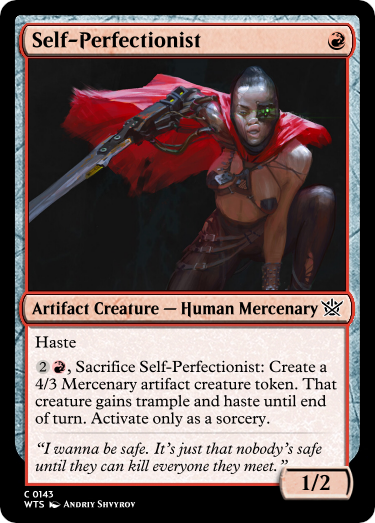 Self-Perfectionist
Artifact Creature — Human Mercenary
Haste
2, Sacrifice Self-Perfectionist: Create a
4/3 Mercenary artifact creature token. That
creature gains trample and haste until end
of turn. Activate only as a sorcery.
“I wanna be safe. It’s just that nobody’s safe
until they can kill everyone they meet.”
1/2
C 0143
WTS Andriy Shvyrov